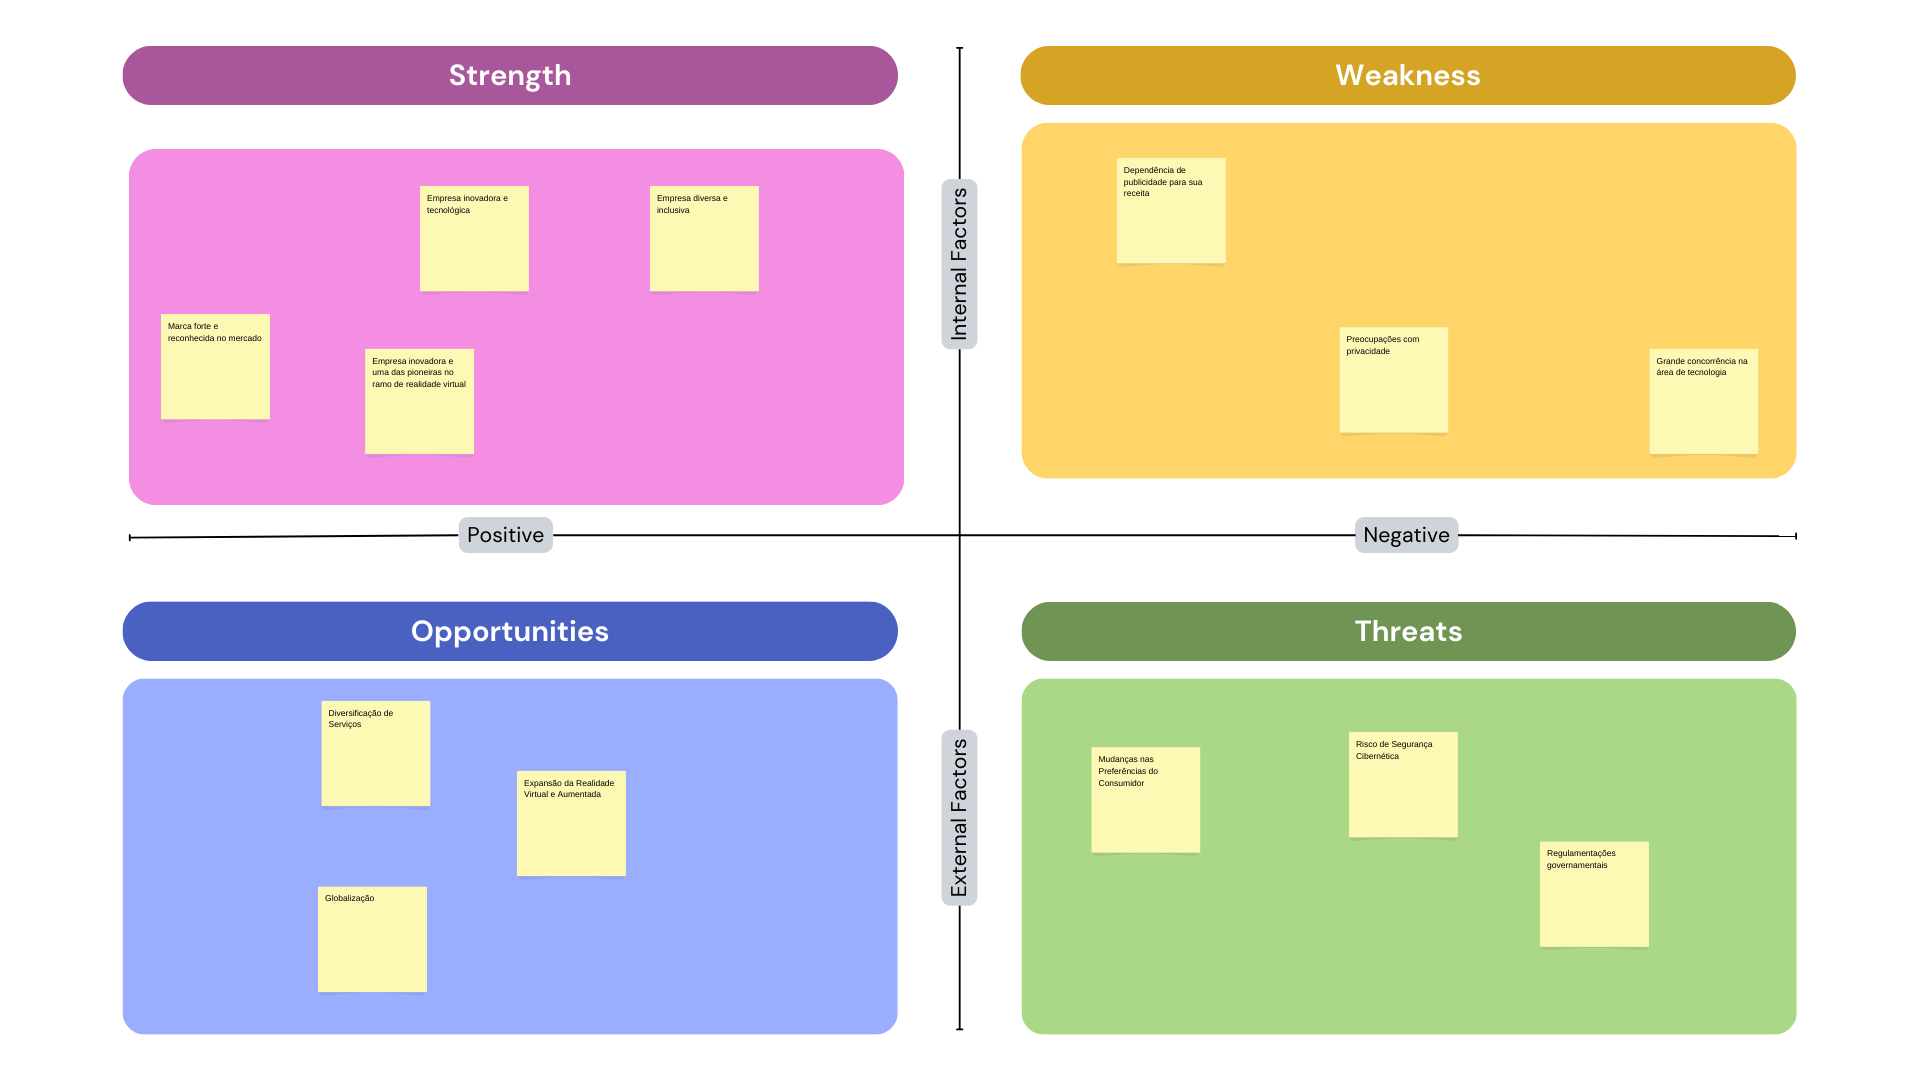 Strength
Empresa inovadora e
tecnológica
Empresa diversa e
inclusiva
Marca forte e
reconhecida no mercado
Empresa inovadora e
uma das pioneiras no
ramo de realidade virtual
Weakness
Dependência de
publicidade para sua
receita
Preocupações com
privacidade
Grande concorrência na
área de tecnologia
Internal Factors
Positive
Negative
Opportunities
Diversificação de
Serviços
Expansão da Realidade
Virtual e Aumentada
Globalização
External Factors
Threats
Mudanças nas
Preferências do
Consumidor
Risco de Segurança
Cibernética
Regulamentações
governamentais